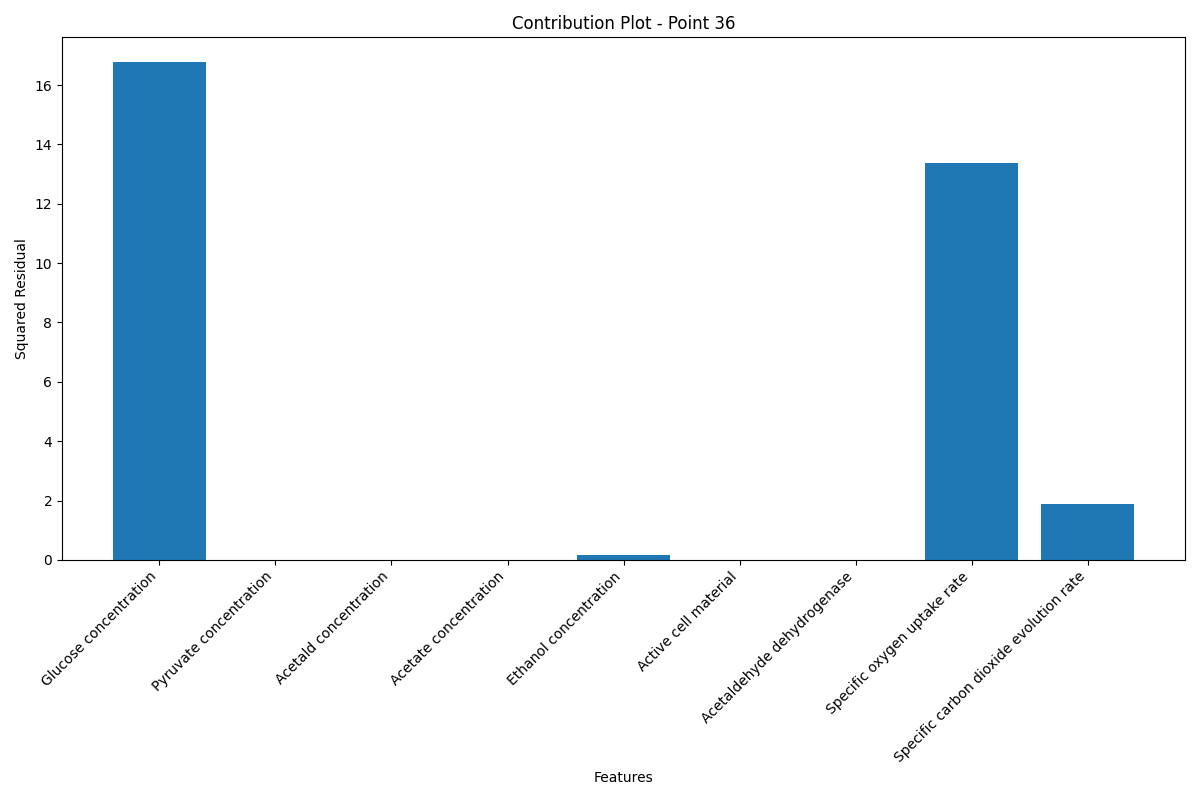 Contribution Plot - Point 36
Squared Residual
16
14
12
10
8
6
4
2
0
Glucose concentration
Pyruvate concentration
Acetald concentration
Acetate concentration
Ethanol concentration
Active cell material
Acetaldehyde dehydrogenase
Specific oxygen uptake rate
Specific carbon dioxide evolution rate
Features